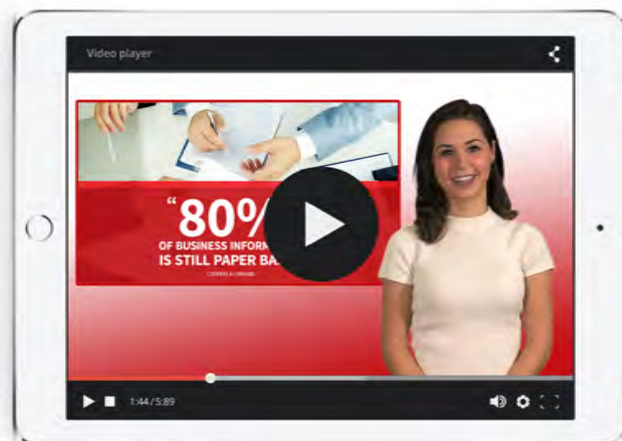 Video player
“80%
OF BUSINESS INFORM
IS STILL PAPER BA
1:44/5:89